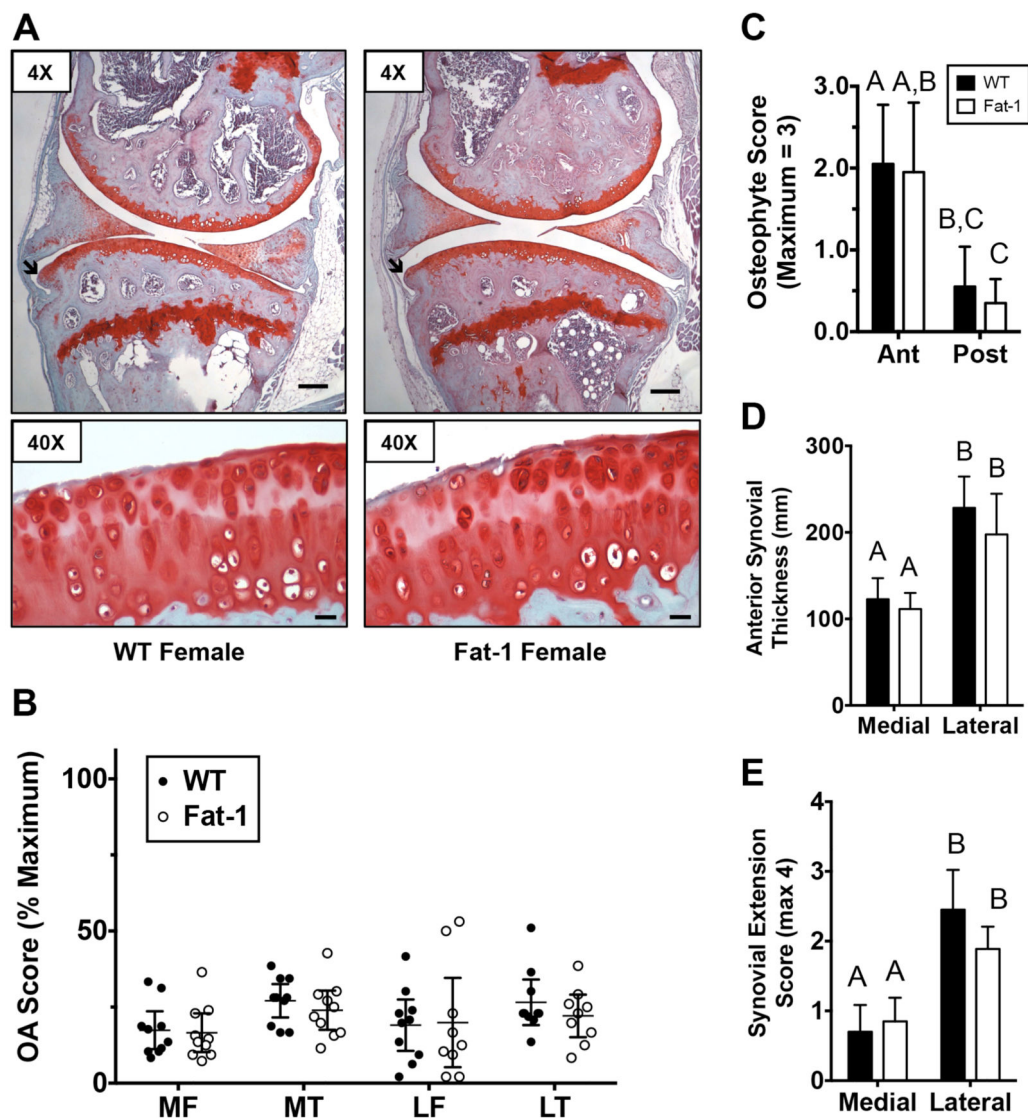 A
4X
4X
40X
40X
WT Female
Fat-1 Female
B
OA Score (% Maximum)
100
50
0
WT
Fat-1
MF
MT
LF
LT
C
Osteophyte Score
(Maximum = 3)
3.0
2.0
1.0
0.0
WT
Fat-1
A
A,B
B,C
C
Ant
Post
D
Anterior Synovial
Thickness (mm)
300
200
100
0
A
A
B
B
Medial
Lateral
E
Synovial Extension
Score (max 4)
4
3
2
1
0
A
A
B
B
Medial
Lateral